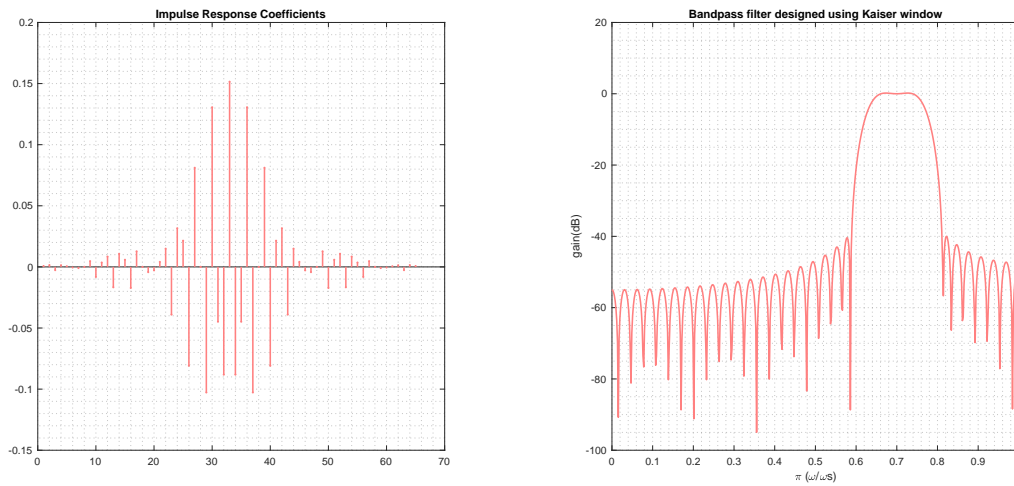 Impulse Response Coefficients
0.2
0.15
0.1
0.05
0
-0.05
-0.1
-0.15
0 10 20 30 40 50 60 70
Bandpass filter designed using Kaiser window
20
0
-20
-40
-60
-80
-100
gain(dB)
0 0.1 0.2 0.3 0.4 0.5 0.6 0.7 0.8 0.9
π (ω/ωs)